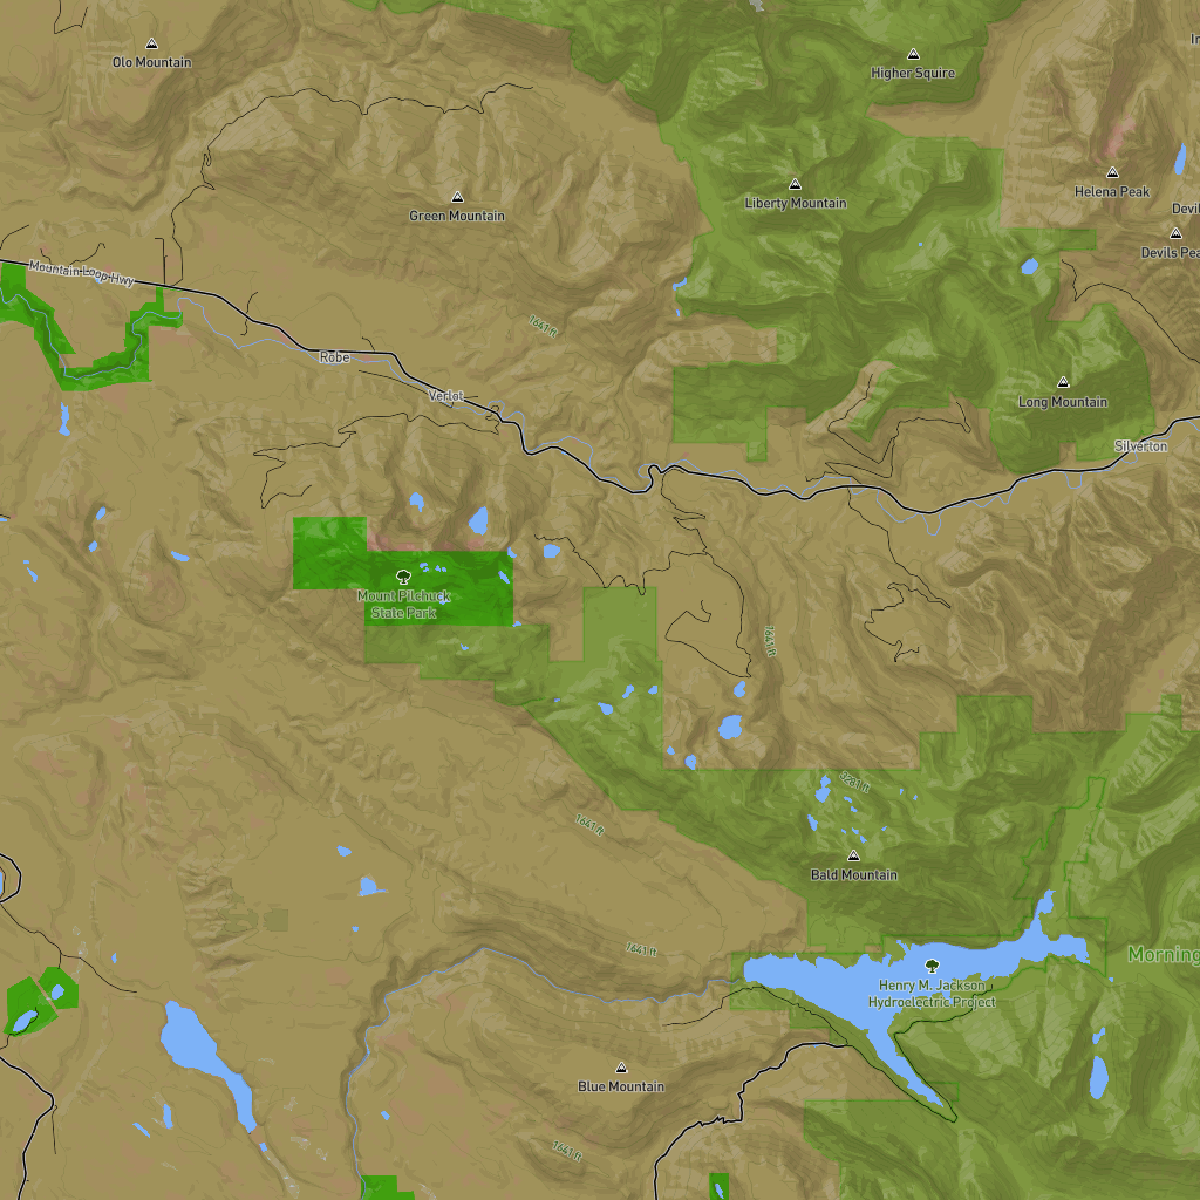 Olo Mountain
Higher Squire
Helena Peak
Liberty Mountain
Green Mountain
Mountain Loop Hwy
1641 ft
Robe
Verlot
Long Mountain
Silverton
Mount Pilchuck
State Park
1641 ft
3281 ft
1641 ft
Bald Mountain
1641 ft
Morning
Henry M. Jackson
Hydroelectric Project
Blue Mountain
1641 ft